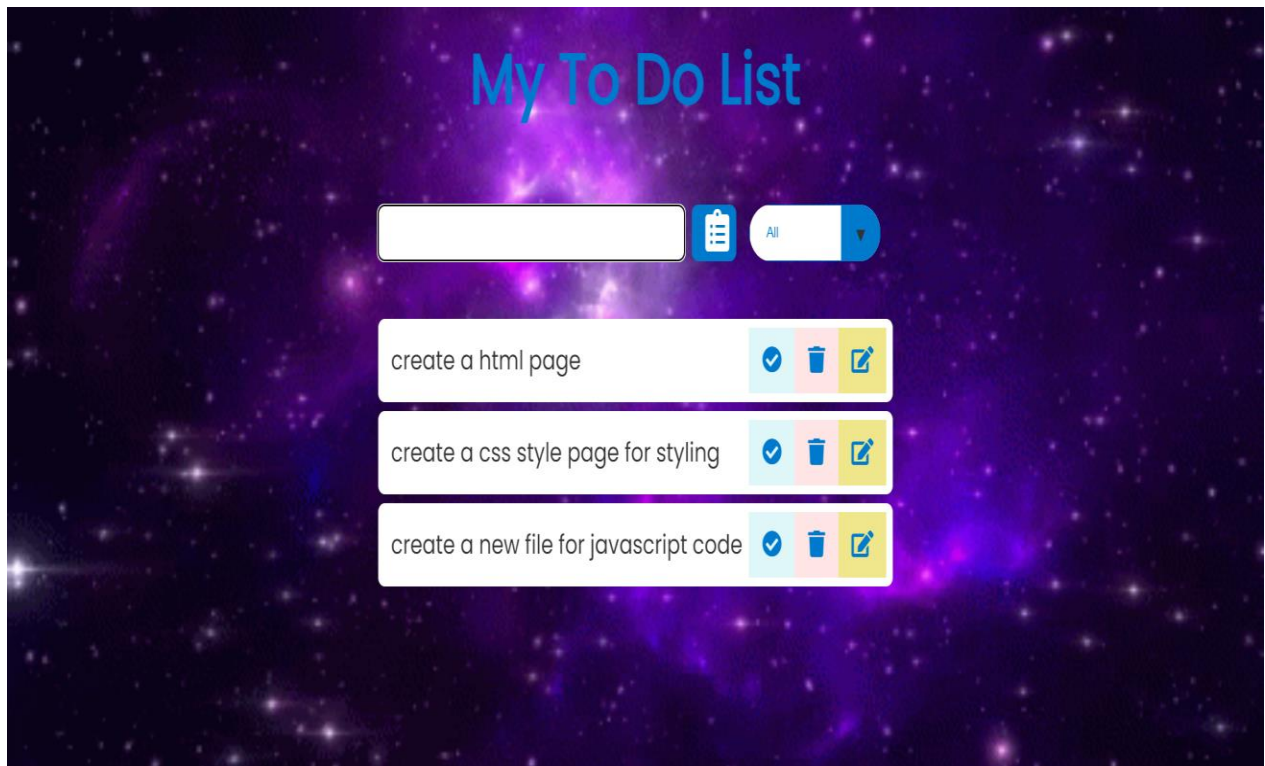 My To Do List
All
create a html page
create a css style page for styling
create a new file for javascript code